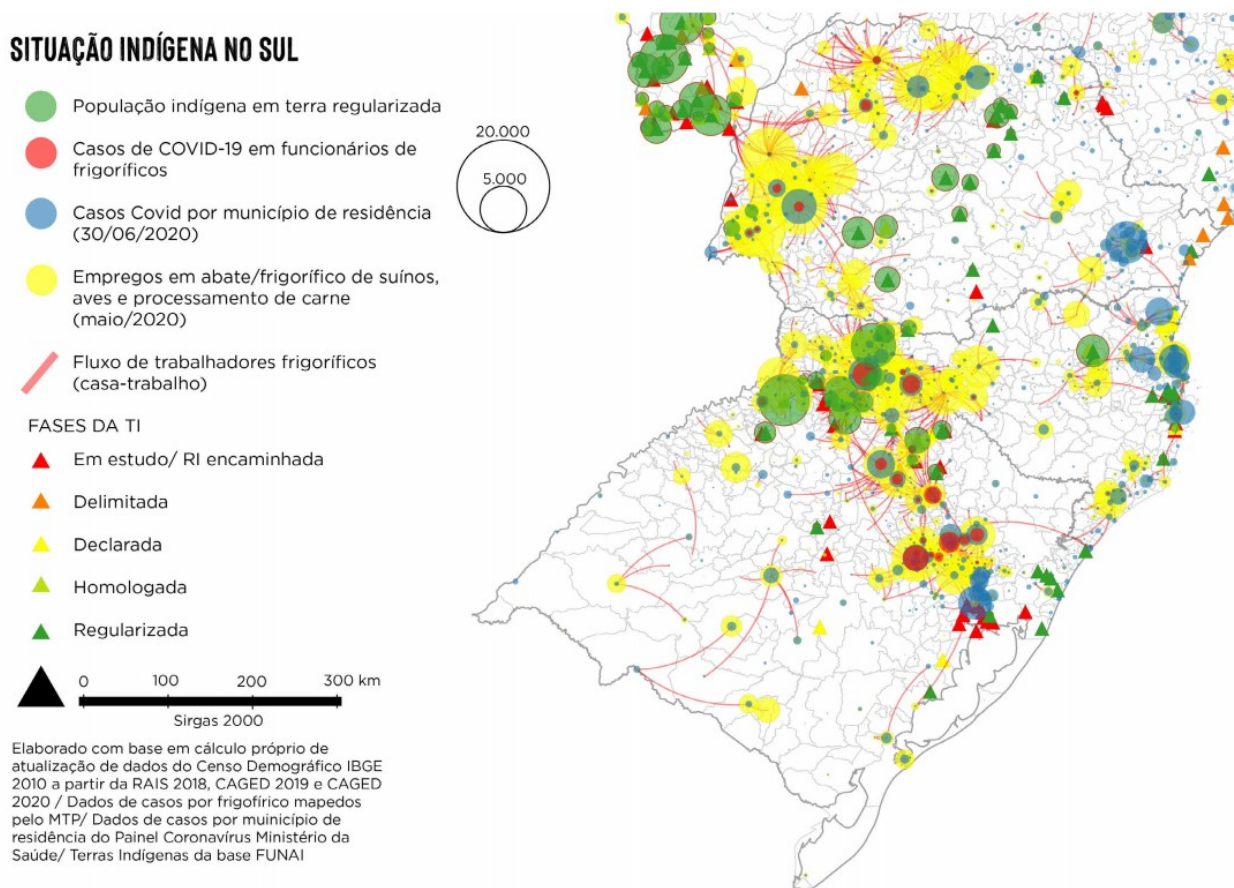 SITUAÇÃO INDÍGENA NO SUL
População indígena em terra regularizada
Casos de COVID-19 em funcionários de
frigoríficos
Casos Covid por município de residência
(30/06/2020)
Empregos em abate/frigorífico de suínos,
aves e processamento de carne
(maio/2020)
Fluxo de trabalhadores frigoríficos
(casa-trabalho)
20.000
5.000
FASES DA TI
Em estudo/ RI encaminhada
Delimitada
Declarada
Homologada
Regularizada
0 100 200 300 km
Sirgas 2000
Elaborado com base em cálculo próprio de
atualização de dados do Censo Demográfico IBGE
2010 a partir da RAIS 2018, CAGED 2019 e CAGED
2020 / Dados de casos por frigofírico mapedos
pelo MTP/ Dados de casos por muinicípio de
residência do Painel Coronavírus Ministério da
Saúde/ Terras Indígenas da base FUNAI